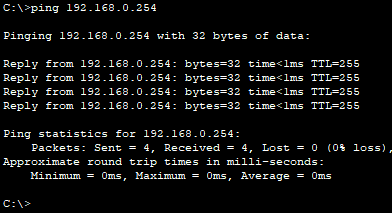 C:\>ping 192.168.0.254
Pinging 192.168.0.254 with 32 bytes of data:
Reply from 192.168.0.254: bytes=32 time<1ms TTL=255
Reply from 192.168.0.254: bytes=32 time<1ms TTL=255
Reply from 192.168.0.254: bytes=32 time<1ms TTL=255
Reply from 192.168.0.254: bytes=32 time<1ms TTL=255
Ping statistics for 192.168.0.254:
Packets: Sent = 4, Received = 4, Lost = 0 (0% loss),
Approximate round trip times in milli-seconds:
Minimum = 0ms, Maximum = 0ms, Average = 0ms
C:\>